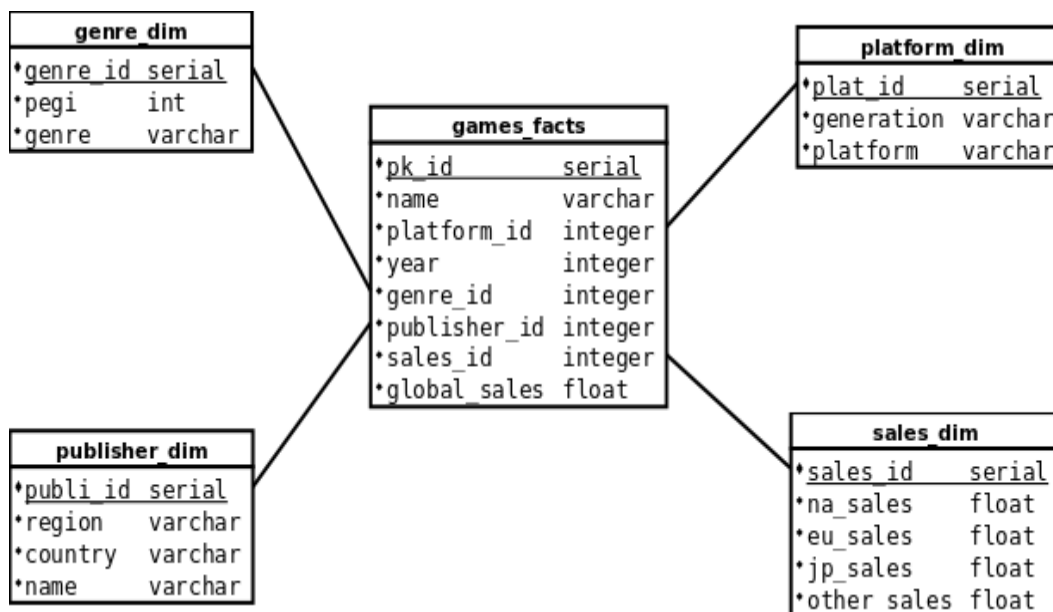 genre_dim
genre_id serial
pegi int
genre varchar
platform_dim
plat_id serial
generation varchar
platform varchar
games_facts
pk_id serial
name varchar
platform_id integer
year integer
genre_id integer
publisher_id integer
sales_id integer
global_sales float
publisher_dim
publi_id serial
region varchar
country varchar
name varchar
sales_dim
sales_id serial
na_sales float
eu_sales float
jp_sales float
other_sales float